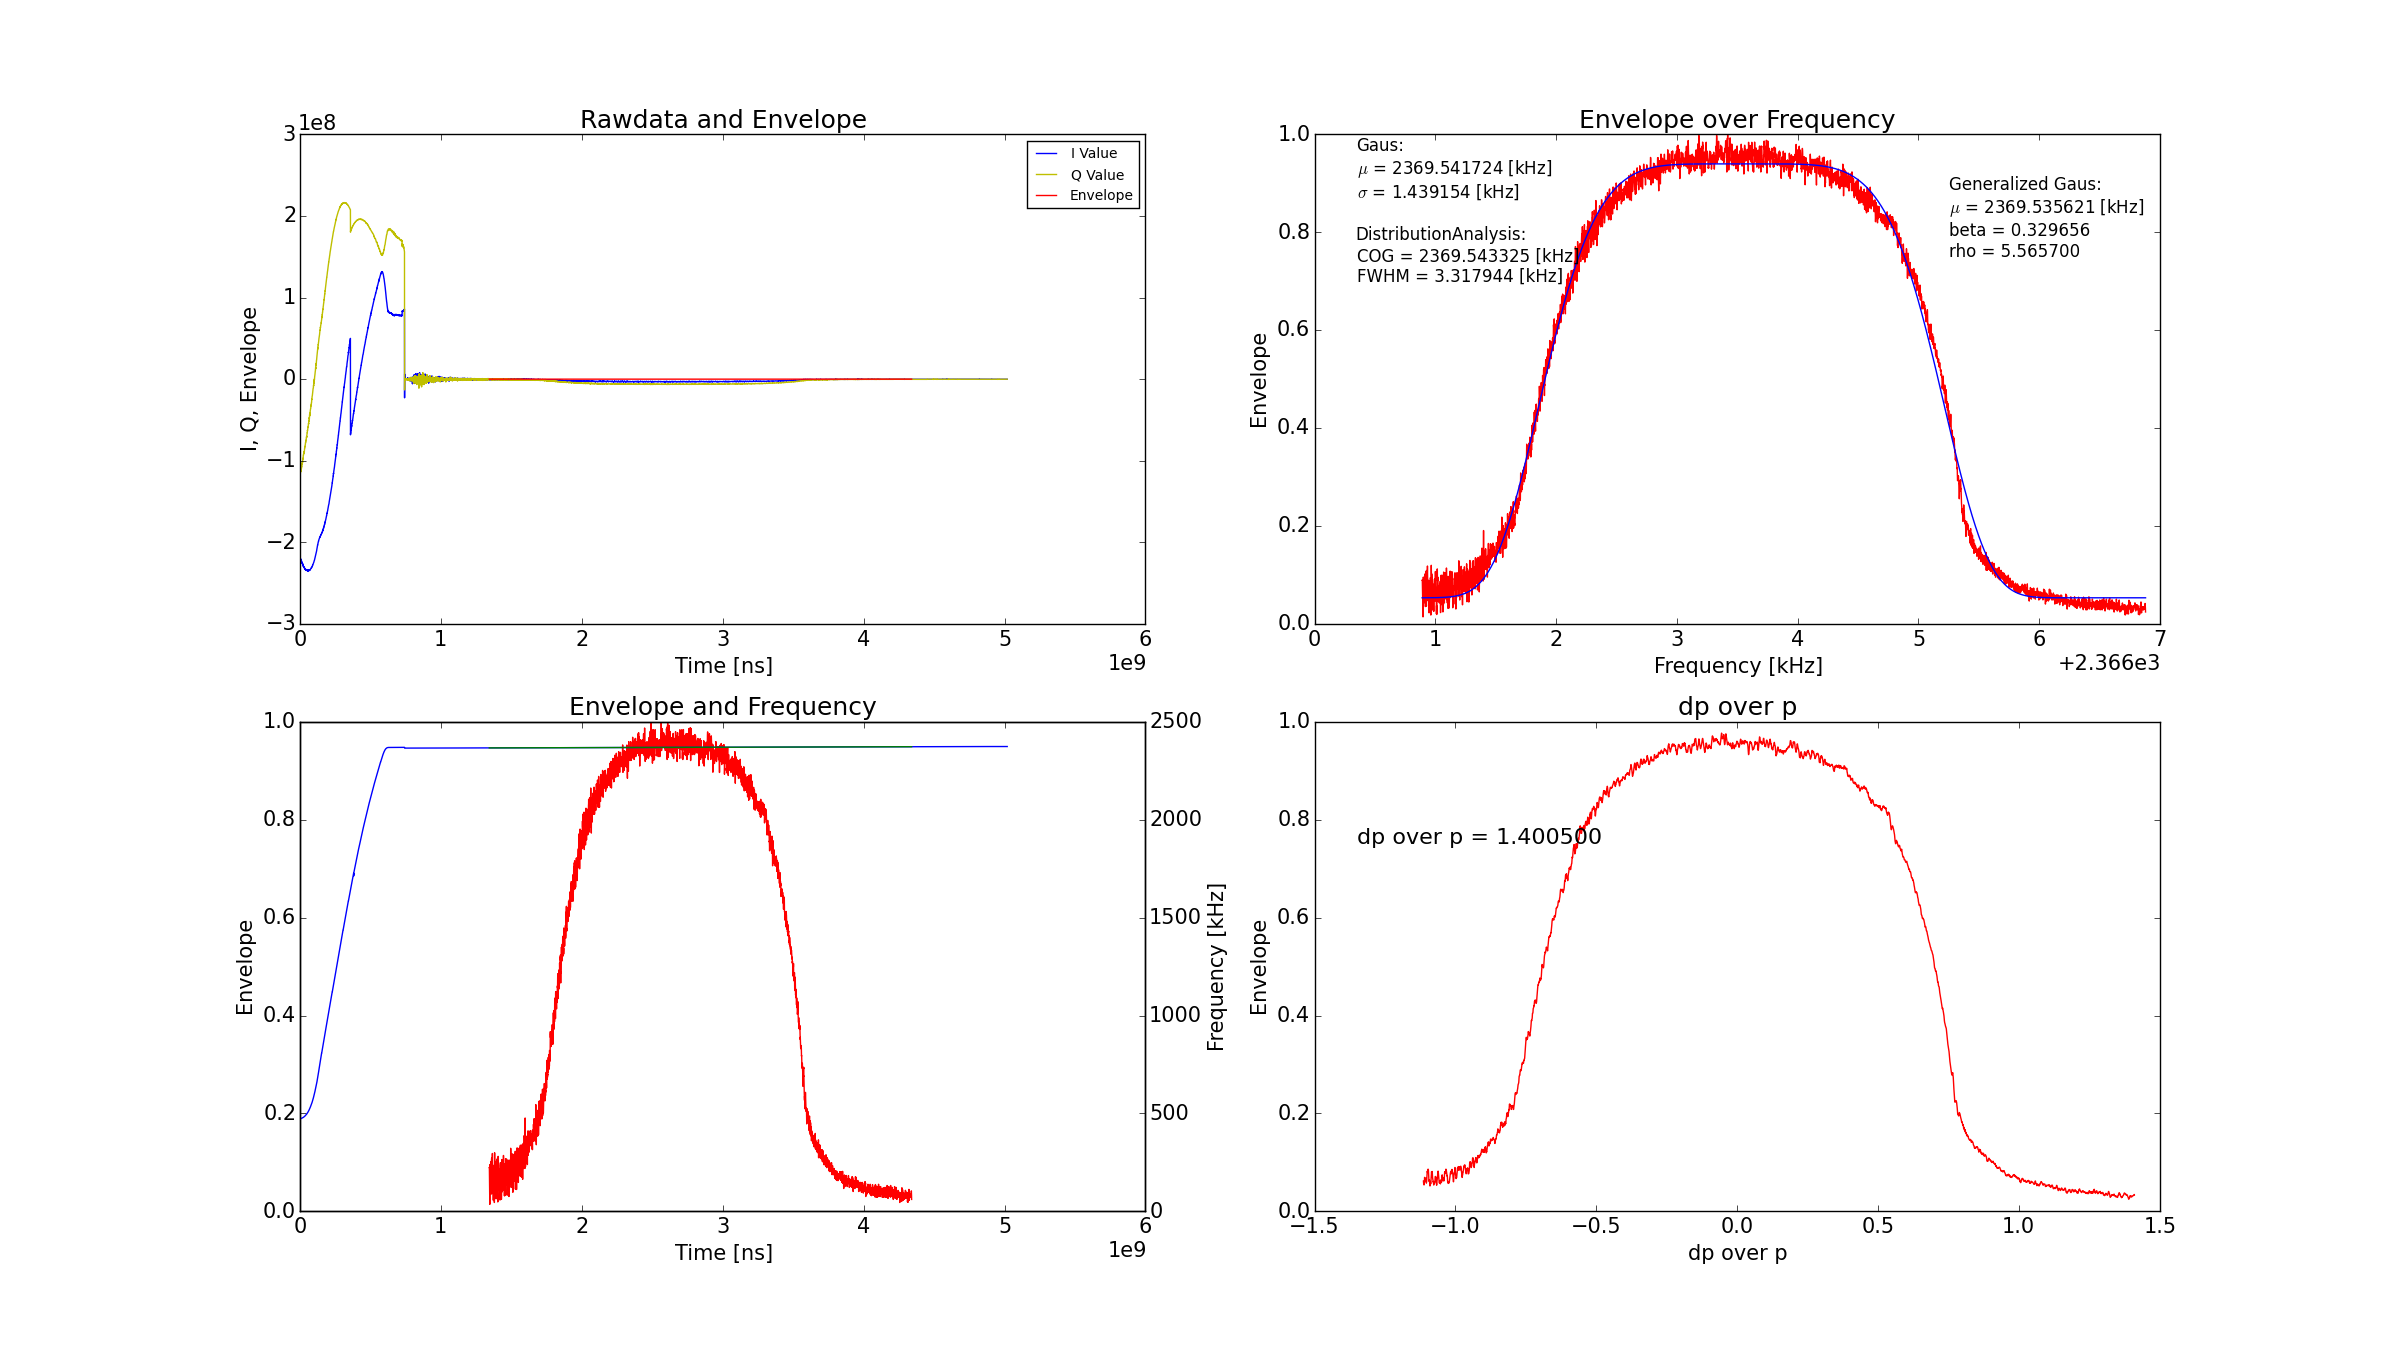 Rawdata and Envelope
1e8
3
2
1
0
−1
−2
−3
I, Q, Envelope
I Value
Q Value
Envelope
0 1 2 3 4 5 6
Time [ns]
1e9
Envelope over Frequency
1.0
0.8
0.6
0.4
0.2
0.0
Envelope
Gaus:
μ = 2369.541724 [kHz]
σ = 1.439154 [kHz]
DistributionAnalysis:
COG = 2369.543325 [kHz]
FWHM = 3.317944 [kHz]
Generalized Gaus:
μ = 2369.535621 [kHz]
beta = 0.329656
rho = 5.565700
0 1 2 3 4 5 6 7
Frequency [kHz]
+2.366e3
Envelope and Frequency
1.0
0.8
0.6
0.4
0.2
0.0
Envelope
2500
2000
1500
1000
500
0
Frequency [kHz]
0 1 2 3 4 5 6
Time [ns]
1e9
dp over p
1.0
0.8
0.6
0.4
0.2
0.0
Envelope
dp over p = 1.400500
−1.5 −1.0 −0.5 0.0 0.5 1.0 1.5
dp over p